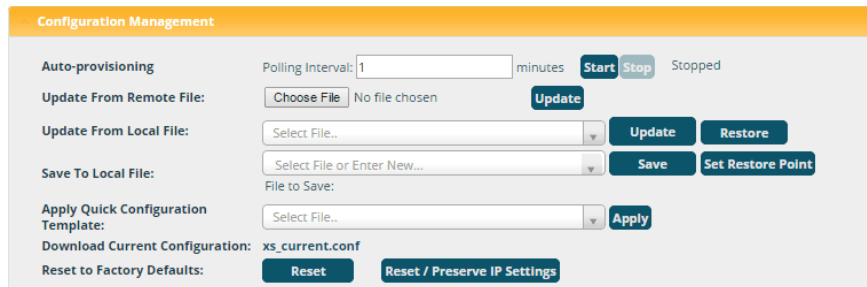 Configuration Management
Auto-provisioning Polling Interval: 1 minutes Start Stop Stopped
Update From Remote File: Choose File No file chosen Update
Update From Local File: Select File.. Update Restore
Save To Local File: Select File or Enter New... Save Set Restore Point
File to Save:
Apply Quick Configuration
Template: Select File.. Apply
Download Current Configuration: xs_current.conf
Reset to Factory Defaults: Reset Reset / Preserve IP Settings